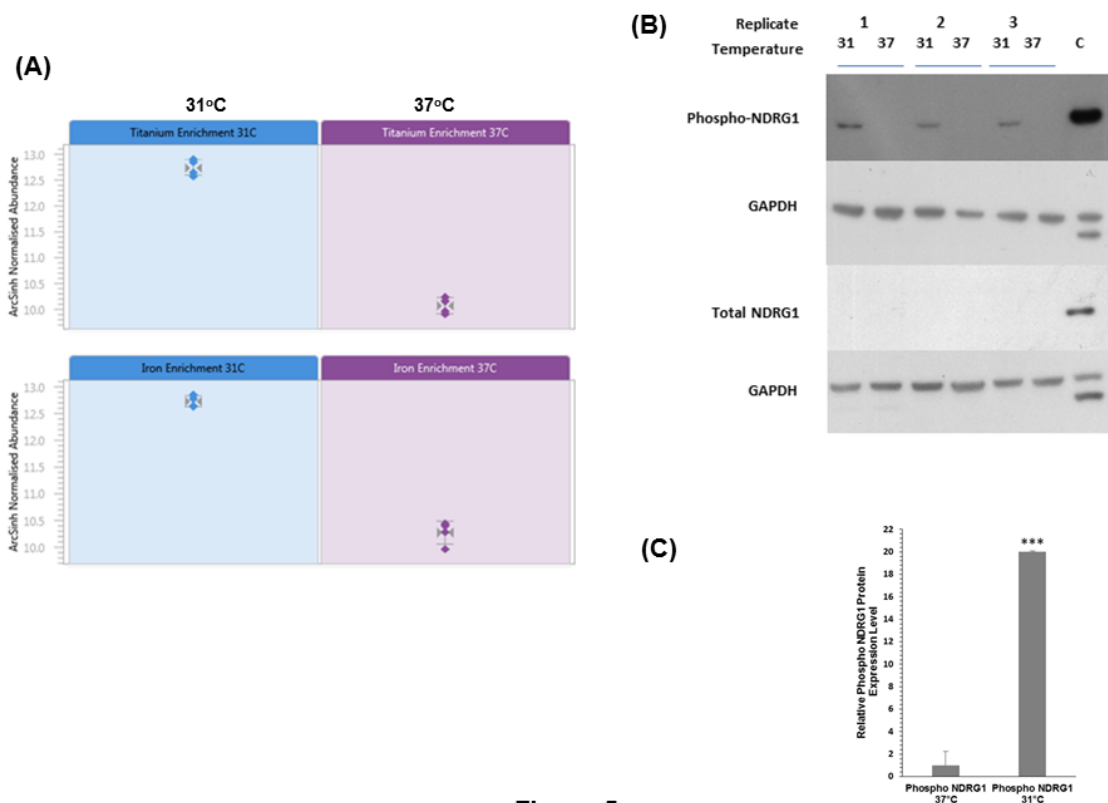 (A)
31°C 37°C
Titanium Enrichment 31C Titanium Enrichment 37C
ArcSinh Normalised Abundance
13.0
12.5
12.0
11.5
11.0
10.5
10.0
Iron Enrichment 31C Iron Enrichment 37C
ArcSinh Normalised Abundance
13.0
12.5
12.0
11.5
11.0
10.5
10.0
(B)
Replicate 1 2 3
Temperature 31 37 31 37 31 37 C
Phospho-NDRG1
GAPDH
Total NDRG1
GAPDH
(C)
Relative Phospho NDRG1 Protein
Expression Level
22
20
18
16
14
12
10
8
6
4
2
0
***
Phospho NDRG1 Phospho NDRG1
37°C 31°C